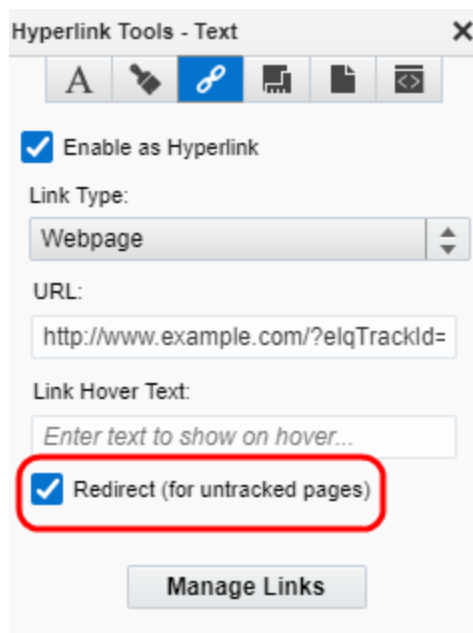 Hyperlink Tools - Text
A
Enable as Hyperlink
Link Type:
Webpage
URL:
http://www.example.com/?elqTrackId=
Link Hover Text:
Enter text to show on hover...
Redirect (for untracked pages)
Manage Links